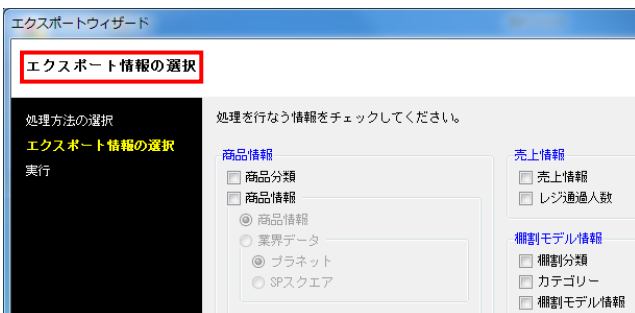 エクスポートウィザード
エクスポート情報の選択
処理方法の選択
エクスポート情報の選択
実行
処理を行なう情報をチェックしてください。
商品情報
商品分類
商品情報
商品情報
業界データ
プラネット
SPスクエア
売上情報
売上情報
レジ通過人数
棚割モデル情報
棚割分類
カテゴリー
棚割モデル情報